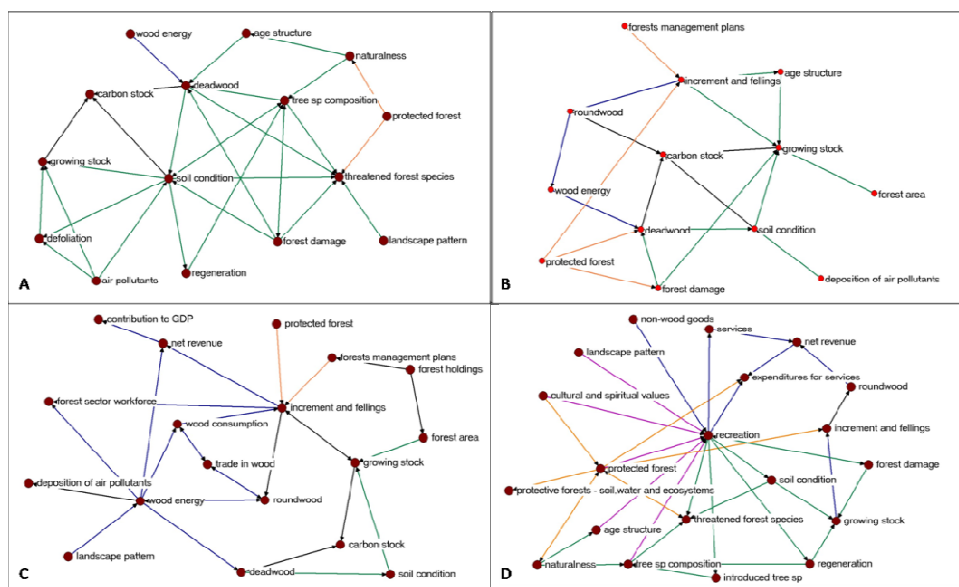 wood energy
age structure
naturalness
deadwood
carbon stock
tree sp composition
protected forest
growing stock
soil condition
threatened forest species
defoliation
forest damage
landscape pattern
regeneration
air pollutants
A
forests management plans
age structure
increment and fellings
roundwood
growing stock
carbon stock
wood energy
forest area
deadwood
soil condition
protected forest
deposition of air pollutants
forest damage
B
contribution to GDP
protected forest
net revenue
forests management plans
forest holdings
forest sector workforce
increment and fellings
wood consumption
forest area
trade in wood
growing stock
deposition of air pollutants
wood energy
roundwood
carbon stock
landscape pattern
deadwood
soil condition
C
non-wood goods
services
net revenue
landscape pattern
expenditures for services
roundwood
cultural and spiritual values
increment and fellings
recreation
protected forest
forest damage
soil condition
protective forests - soil,water and ecosystems
threatened forest species
growing stock
age structure
naturalness
tree sp composition
regeneration
introduced tree sp
D